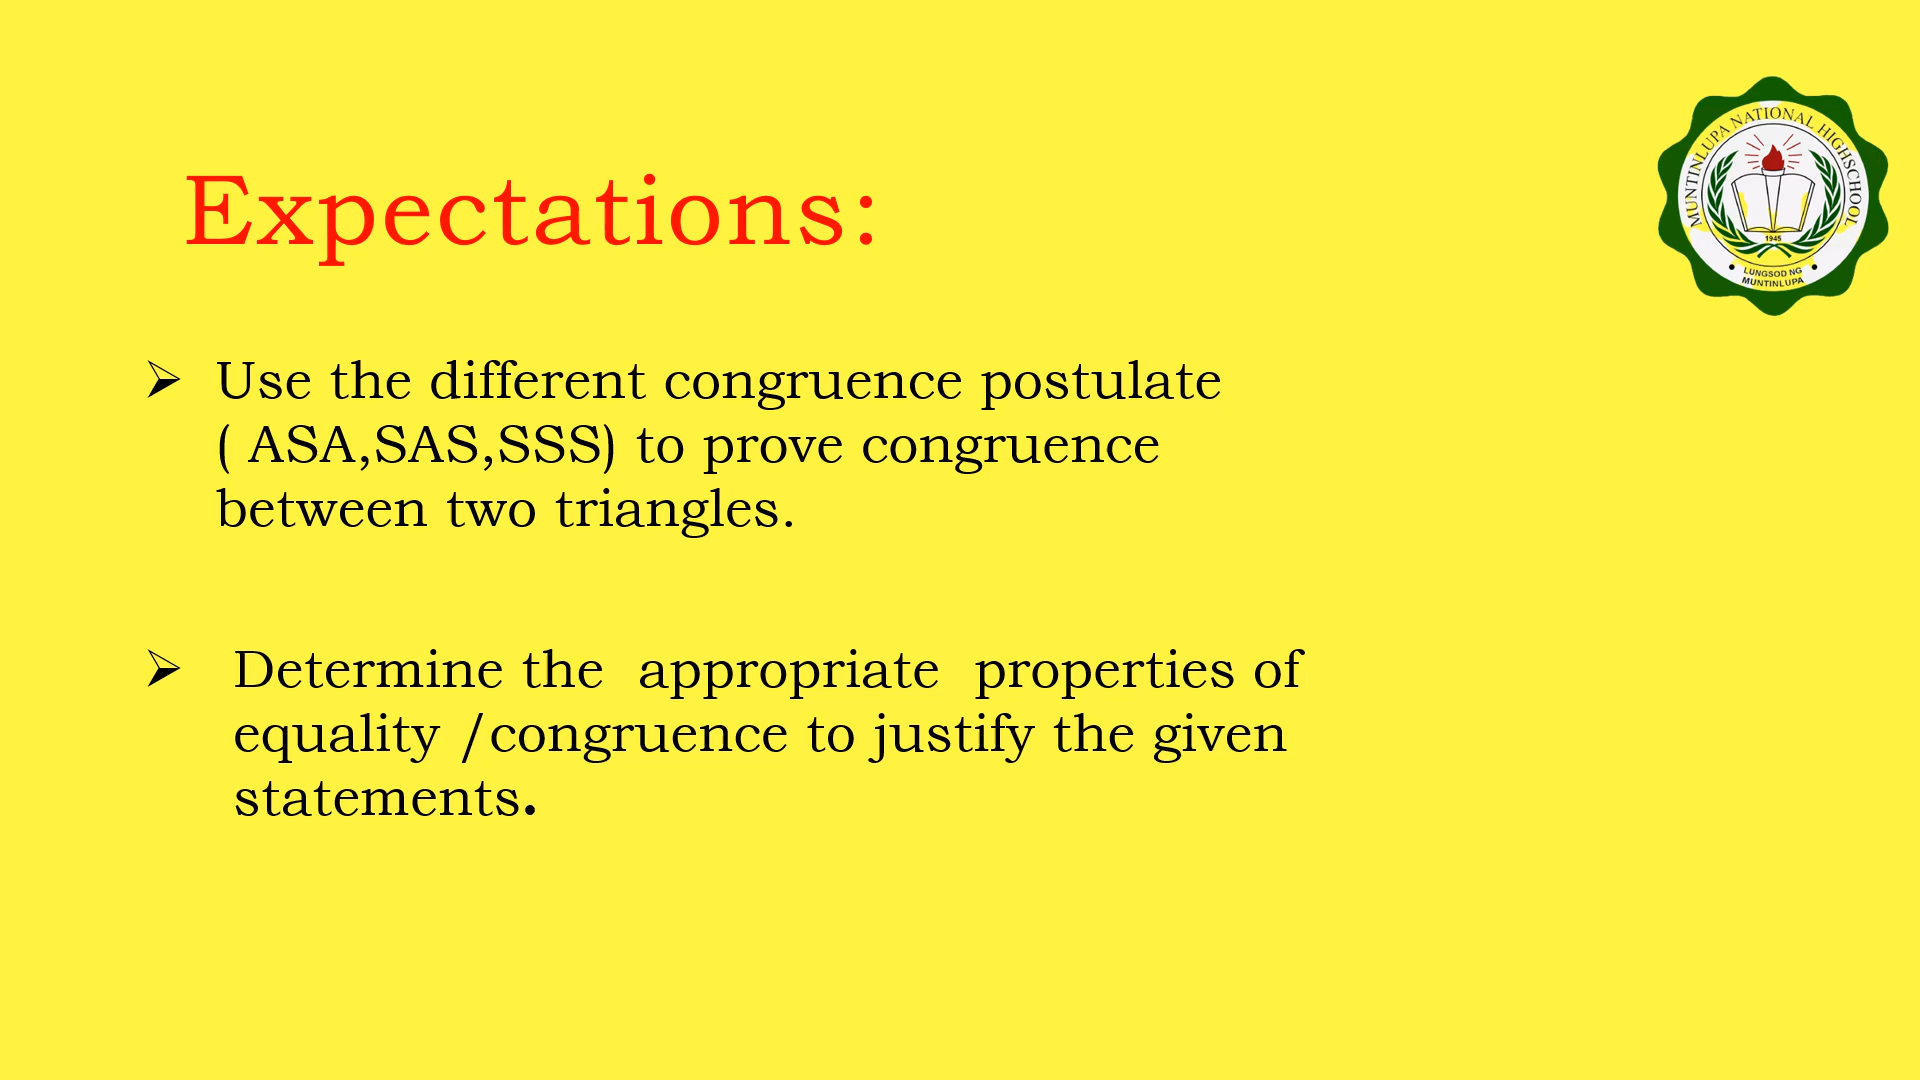 Expectations:
MUNTINLUPA NATIONAL HIGHSCHOOL
1945
LUNGSOD NG
MUNTINLUPA
➢ Use the different congruence postulate
( ASA,SAS,SSS) to prove congruence
between two triangles.
➢ Determine the  appropriate  properties of
equality /congruence to justify the given
statements.